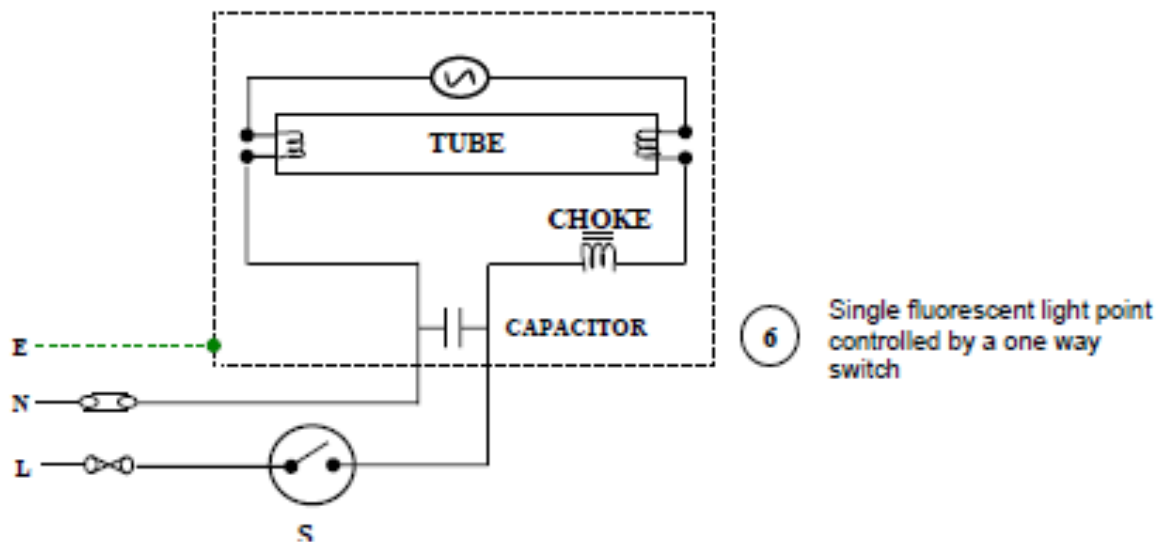 TUBE
CHOKE
CAPACITOR
E
N
L
S
6
Single fluorescent light point
controlled by a one way
switch